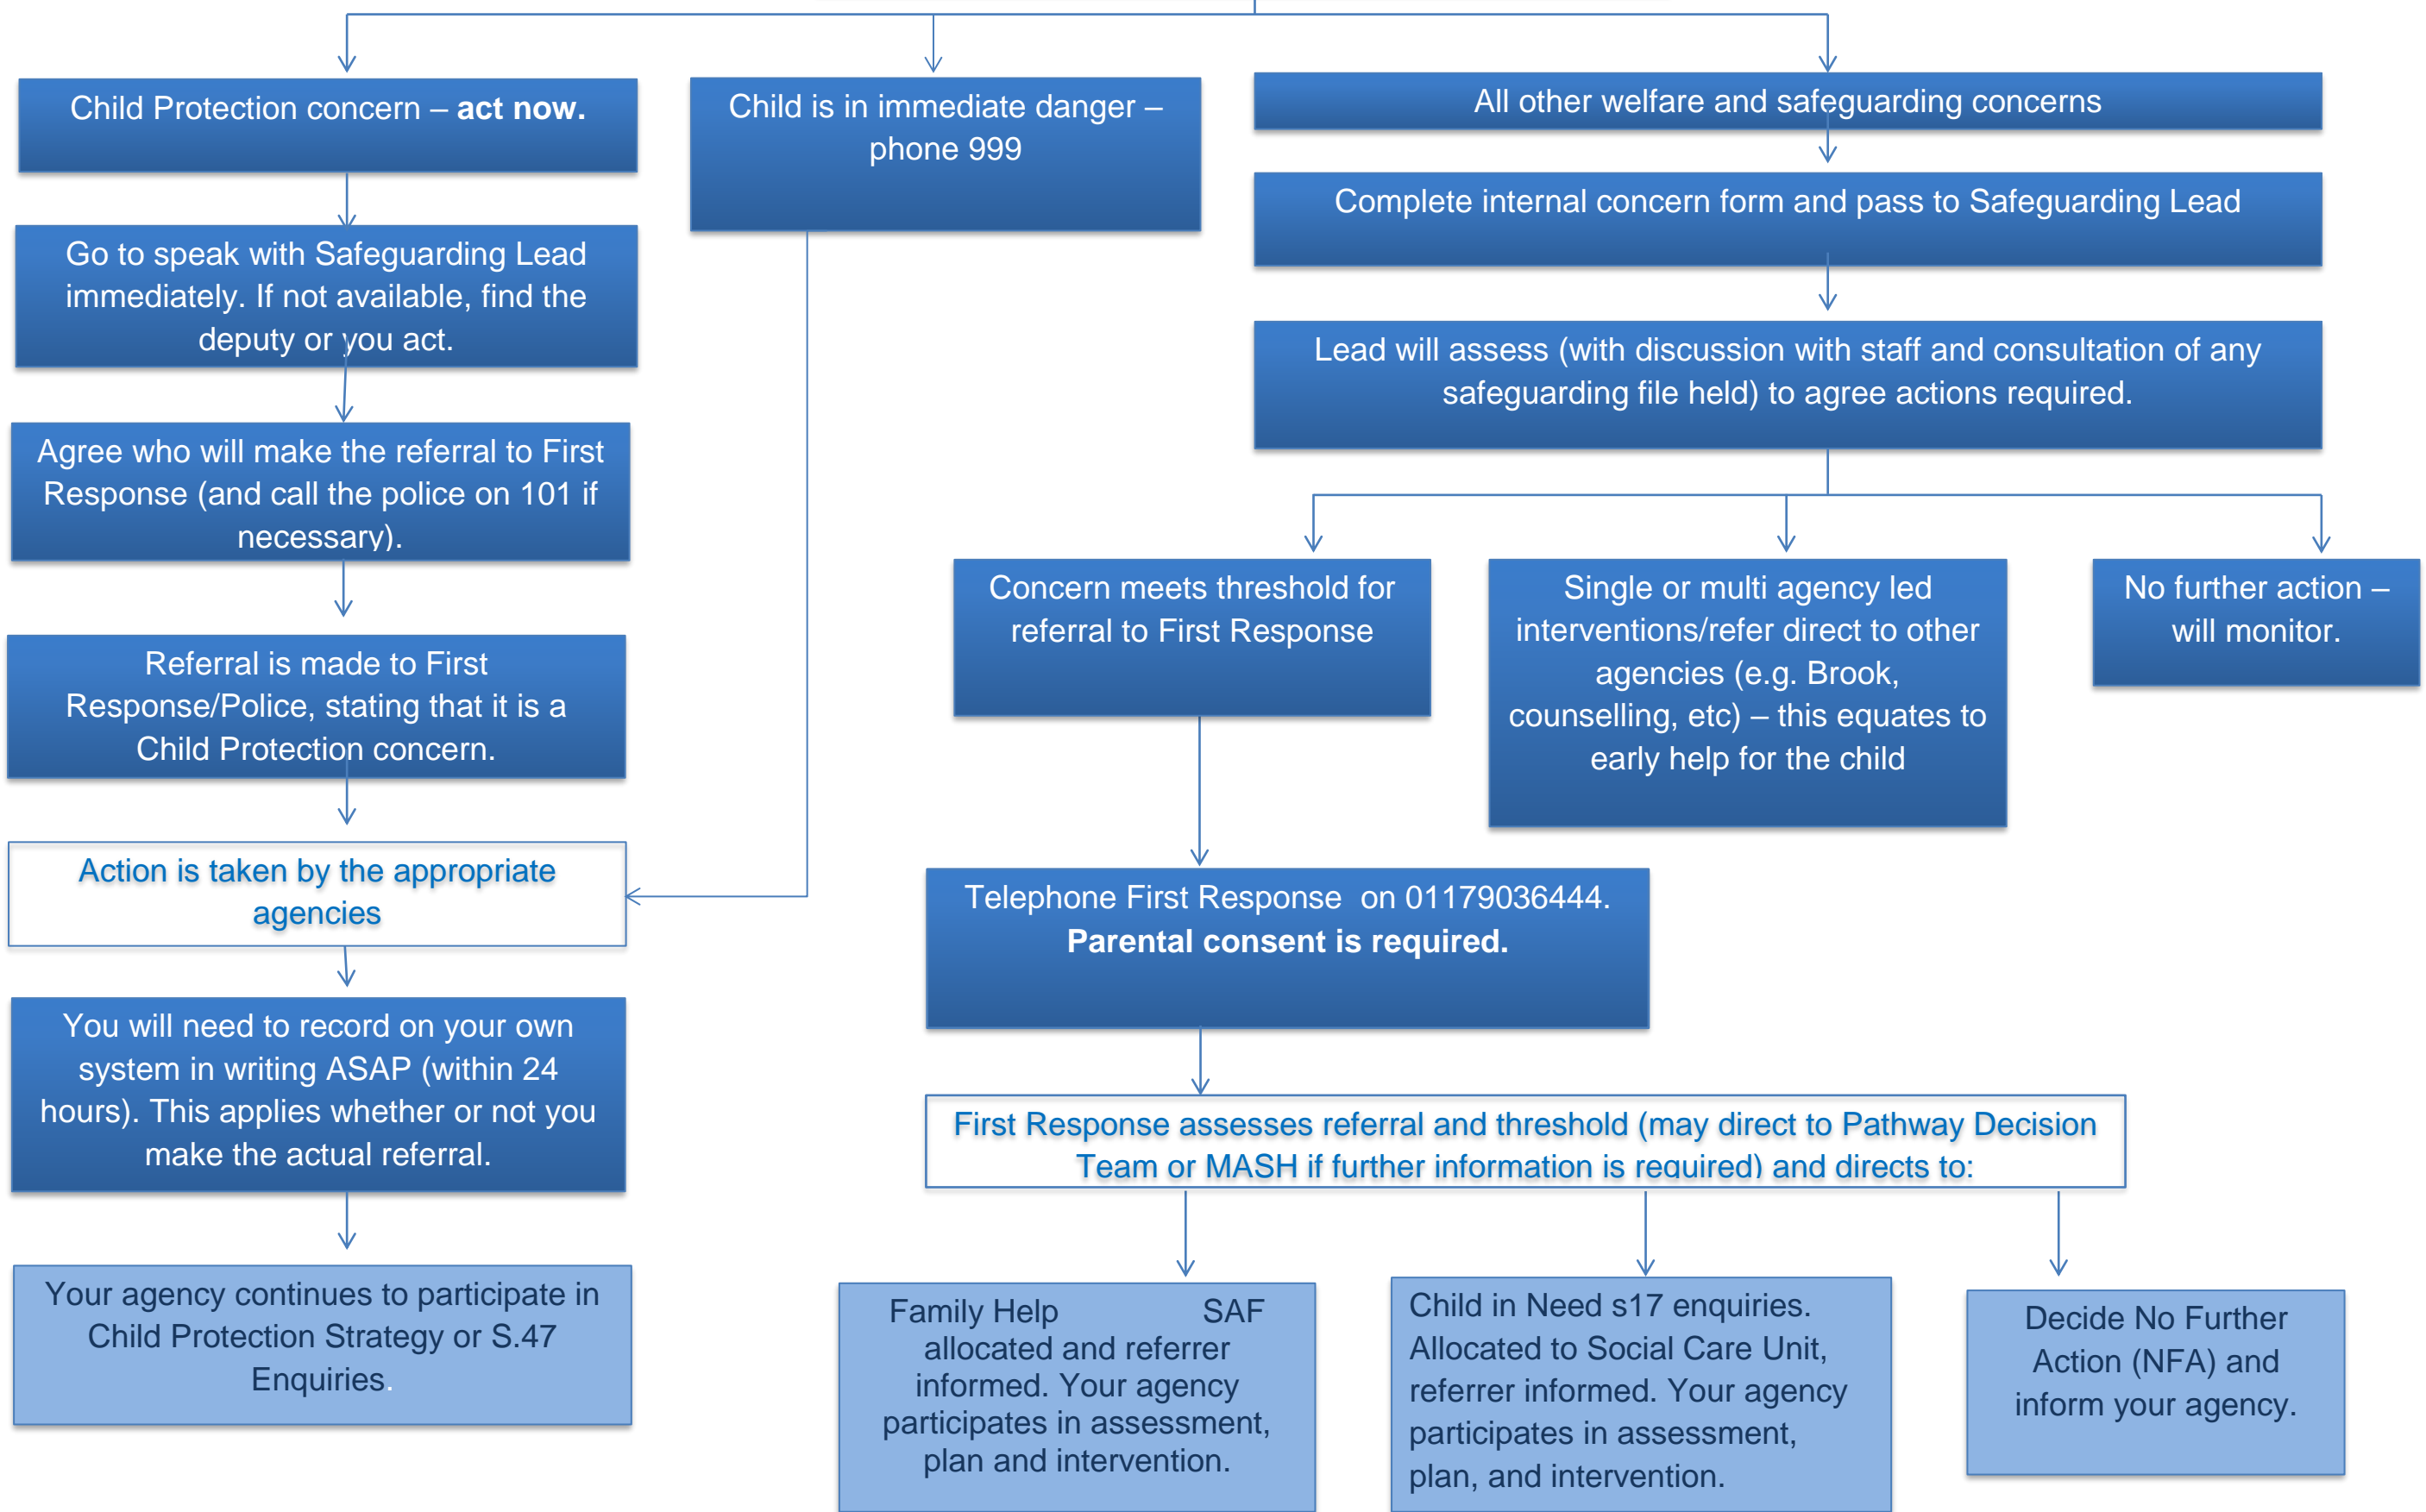 Child Protection concern – act now.
Go to speak with Safeguarding Lead
immediately. If not available, find the
deputy or you act.
Agree who will make the referral to First
Response (and call the police on 101 if
necessary).
Referral is made to First
Response/Police, stating that it is a
Child Protection concern.
Action is taken by the appropriate
agencies
You will need to record on your own
system in writing ASAP (within 24
hours). This applies whether or not you
make the actual referral.
Your agency continues to participate in
Child Protection Strategy or S.47
Enquiries.
Child is in immediate danger –
phone 999
All other welfare and safeguarding concerns
Complete internal concern form and pass to Safeguarding Lead
Lead will assess (with discussion with staff and consultation of any
safeguarding file held) to agree actions required.
Concern meets threshold for
referral to First Response
Single or multi agency led
interventions/refer direct to other
agencies (e.g. Brook,
counselling, etc) – this equates to
early help for the child
No further action –
will monitor.
Telephone First Response on 01179036444.
Parental consent is required.
First Response assesses referral and threshold (may direct to Pathway Decision
Team or MASH if further information is required) and directs to:
Family Help SAF
allocated and referrer
informed. Your agency
participates in assessment,
plan and intervention.
Child in Need s17 enquiries.
Allocated to Social Care Unit,
referrer informed. Your agency
participates in assessment,
plan, and intervention.
Decide No Further
Action (NFA) and
inform your agency.